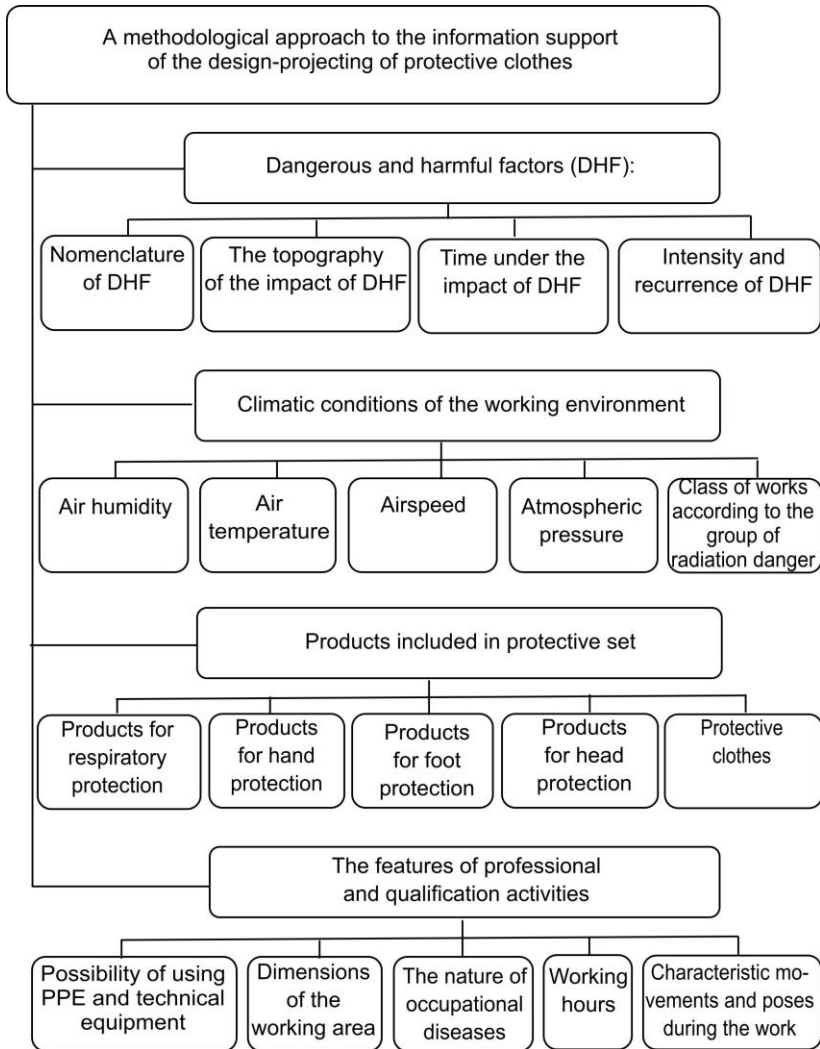 A methodological approach to the information support
of the design-projecting of protective clothes
Dangerous and harmful factors (DHF):
Nomenclature
of DHF
The topography
of the impact of DHF
Time under the
impact of DHF
Intensity and
recurrence of DHF
Climatic conditions of the working environment
Air humidity
Air
temperature
Airspeed
Atmospheric
pressure
Class of works
according to the
group of
radiation danger
Products included in protective set
Products for
respiratory
protection
Products
for hand
protection
Products
for foot
protection
Products
for head
protection
Protective
clothes
The features of professional
and qualification activities
Possibility of using
PPE and technical
equipment
Dimensions
of the
working area
The nature of
occupational
diseases
Working
hours
Characteristic mo-
vements and poses
during the work